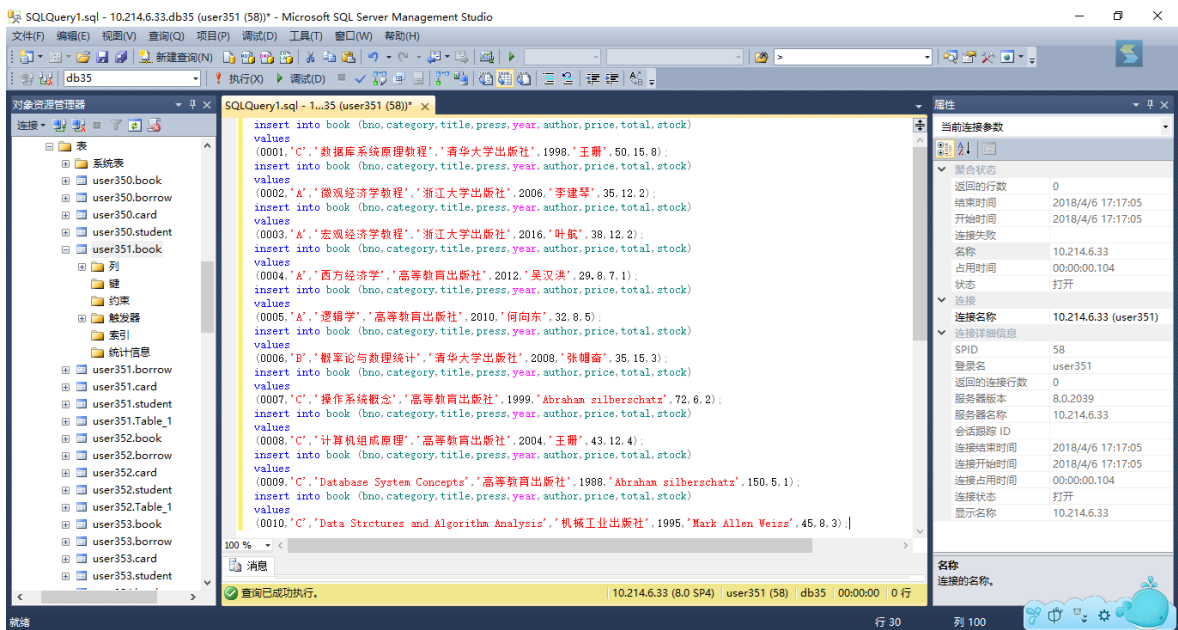 SQLQuery1.sql - 10.214.6.33.db35 (user351 (58))* - Microsoft SQL Server Management Studio
文件(F) 编辑(E) 视图(V) 查询(Q) 项目(P) 调试(D) 工具(T) 窗口(W) 帮助(H)
新建查询(N)
db35 执行(X) 调试(D)
对象资源管理器
连接
表
系统表
user350.book
user350.borrow
user350.card
user350.student
user351.book
列
键
约束
触发器
索引
统计信息
user351.borrow
user351.card
user351.student
user351.Table_1
user352.book
user352.borrow
user352.card
user352.student
user352.Table_1
user353.book
user353.borrow
user353.card
user353.student
SQLQuery1.sql - 1...35 (user351 (58))*
insert into book (bno,category,title,press,year,author,price,total,stock)
values
(0001,'C','数据库系统原理教程','清华大学出版社',1998,'王珊',50,15,8);
insert into book (bno,category,title,press,year,author,price,total,stock)
values
(0002,'A','微观经济学教程','浙江大学出版社',2006,'李建琴',35,12,2);
insert into book (bno,category,title,press,year,author,price,total,stock)
values
(0003,'A','宏观经济学教程','浙江大学出版社',2016,'叶航',38,12,2);
insert into book (bno,category,title,press,year,author,price,total,stock)
values
(0004,'A','西方经济学','高等教育出版社',2012,'吴汉洪',29.8,7,1);
insert into book (bno,category,title,press,year,author,price,total,stock)
values
(0005,'A','逻辑学','高等教育出版社',2010,'何向东',32,8,5);
insert into book (bno,category,title,press,year,author,price,total,stock)
values
(0006,'B','概率论与数理统计','清华大学出版社',2008,'张帼奋',35,15,3);
insert into book (bno,category,title,press,year,author,price,total,stock)
values
(0007,'C','操作系统概念','高等教育出版社',1999,'Abraham silberschatz',72,6,2);
insert into book (bno,category,title,press,year,author,price,total,stock)
values
(0008,'C','计算机组成原理','高等教育出版社',2004,'王珊',43,12,4);
insert into book (bno,category,title,press,year,author,price,total,stock)
values
(0009,'C','Database System Concepts','高等教育出版社',1988,'Abraham silberschatz',150,5,1);
insert into book (bno,category,title,press,year,author,price,total,stock)
values
(0010,'C','Data Strctures and Algorithm Analysis','机械工业出版社',1995,'Mark Allen Weiss',45,8,3);
100 %
消息
查询已成功执行。 10.214.6.33 (8.0 SP4) user351 (58) db35 00:00:00 0 行
属性
当前连接参数
聚合状态
返回的行数 0
结束时间 2018/4/6 17:17:05
开始时间 2018/4/6 17:17:05
连接失败
名称 10.214.6.33
占用时间 00:00:00.104
状态 打开
连接
连接名称 10.214.6.33 (user351)
连接详细信息
SPID 58
登录名 user351
返回的连接行数 0
服务器版本 8.0.2039
服务器名称 10.214.6.33
会话跟踪 ID
连接结束时间 2018/4/6 17:17:05
连接开始时间 2018/4/6 17:17:05
连接占用时间 00:00:00.104
连接状态 打开
显示名称 10.214.6.33
名称
连接的名称。
就绪 行 30 列 100
中